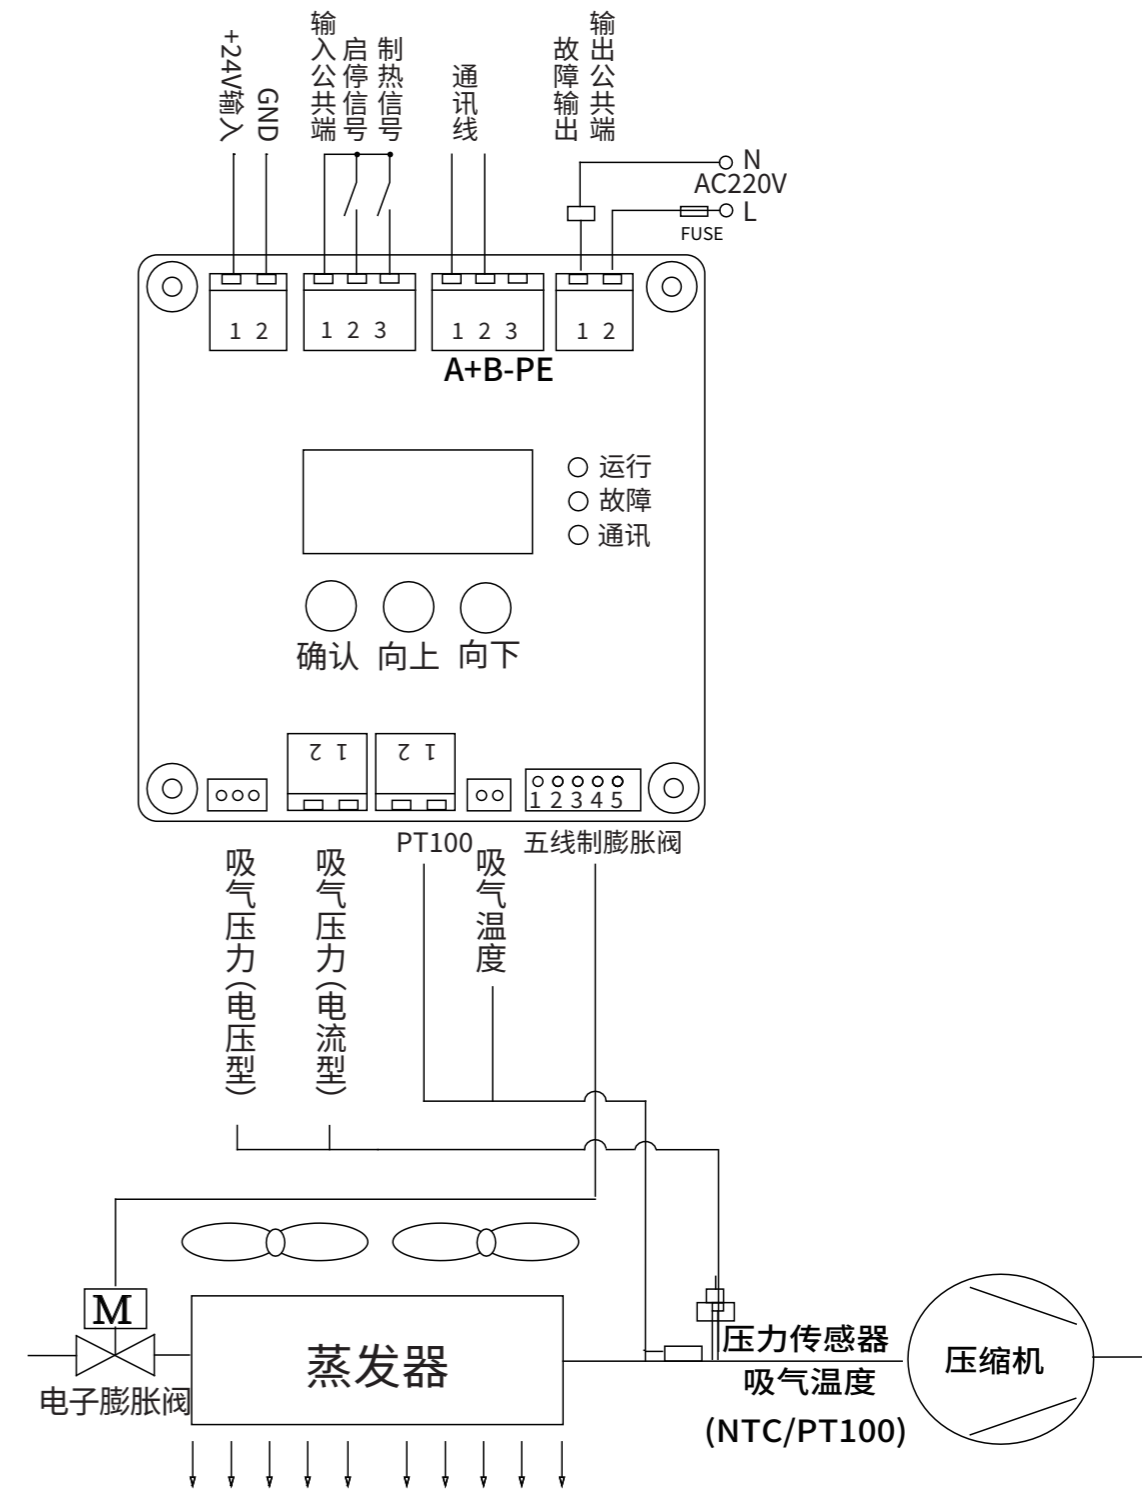 +24V输入
GND
输入公共端
启停信号
制热信号
通讯线
故障输出
输出公共端
N
AC220V
L
FUSE
1 2
1 2 3
1 2 3
1 2
A+B-PE
运行
故障
通讯
确认
向上
向下
1 2
1 2
1 2 3 4 5
PT100
五线制膨胀阀
吸气压力(电压型)
吸气压力(电流型)
吸气温度
M
电子膨胀阀
蒸发器
压力传感器
吸气温度
(NTC/PT100)
压缩机